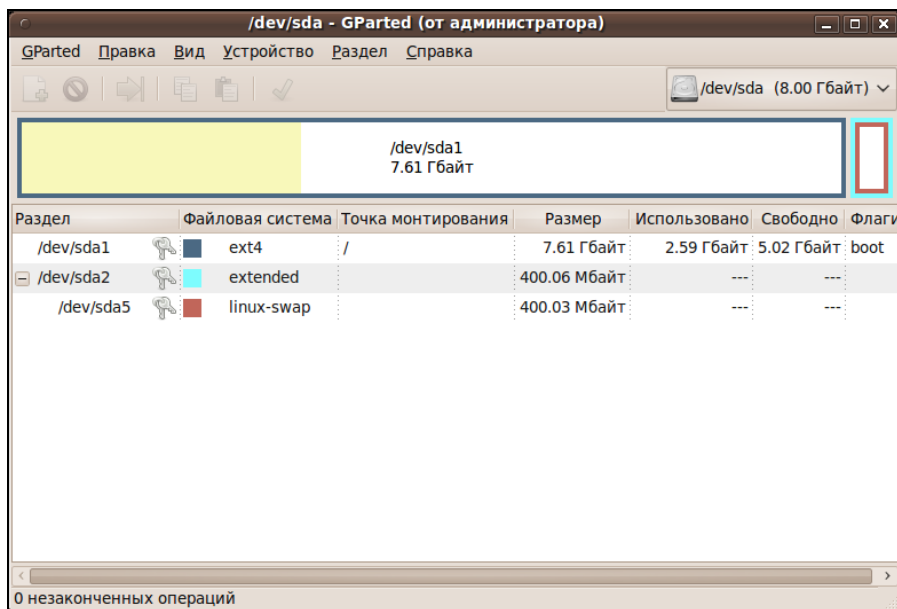 /dev/sda - GParted (от администратора)
GParted Правка Вид Устройство Раздел Справка
/dev/sda (8.00 Гбайт)
/dev/sda1
7.61 Гбайт
Раздел Файловая система Точка монтирования Размер Использовано Свободно Флаги
/dev/sda1 ext4 / 7.61 Гбайт 2.59 Гбайт 5.02 Гбайт boot
/dev/sda2 extended 400.06 Мбайт --- ---
/dev/sda5 linux-swap 400.03 Мбайт --- ---
0 незаконченных операций